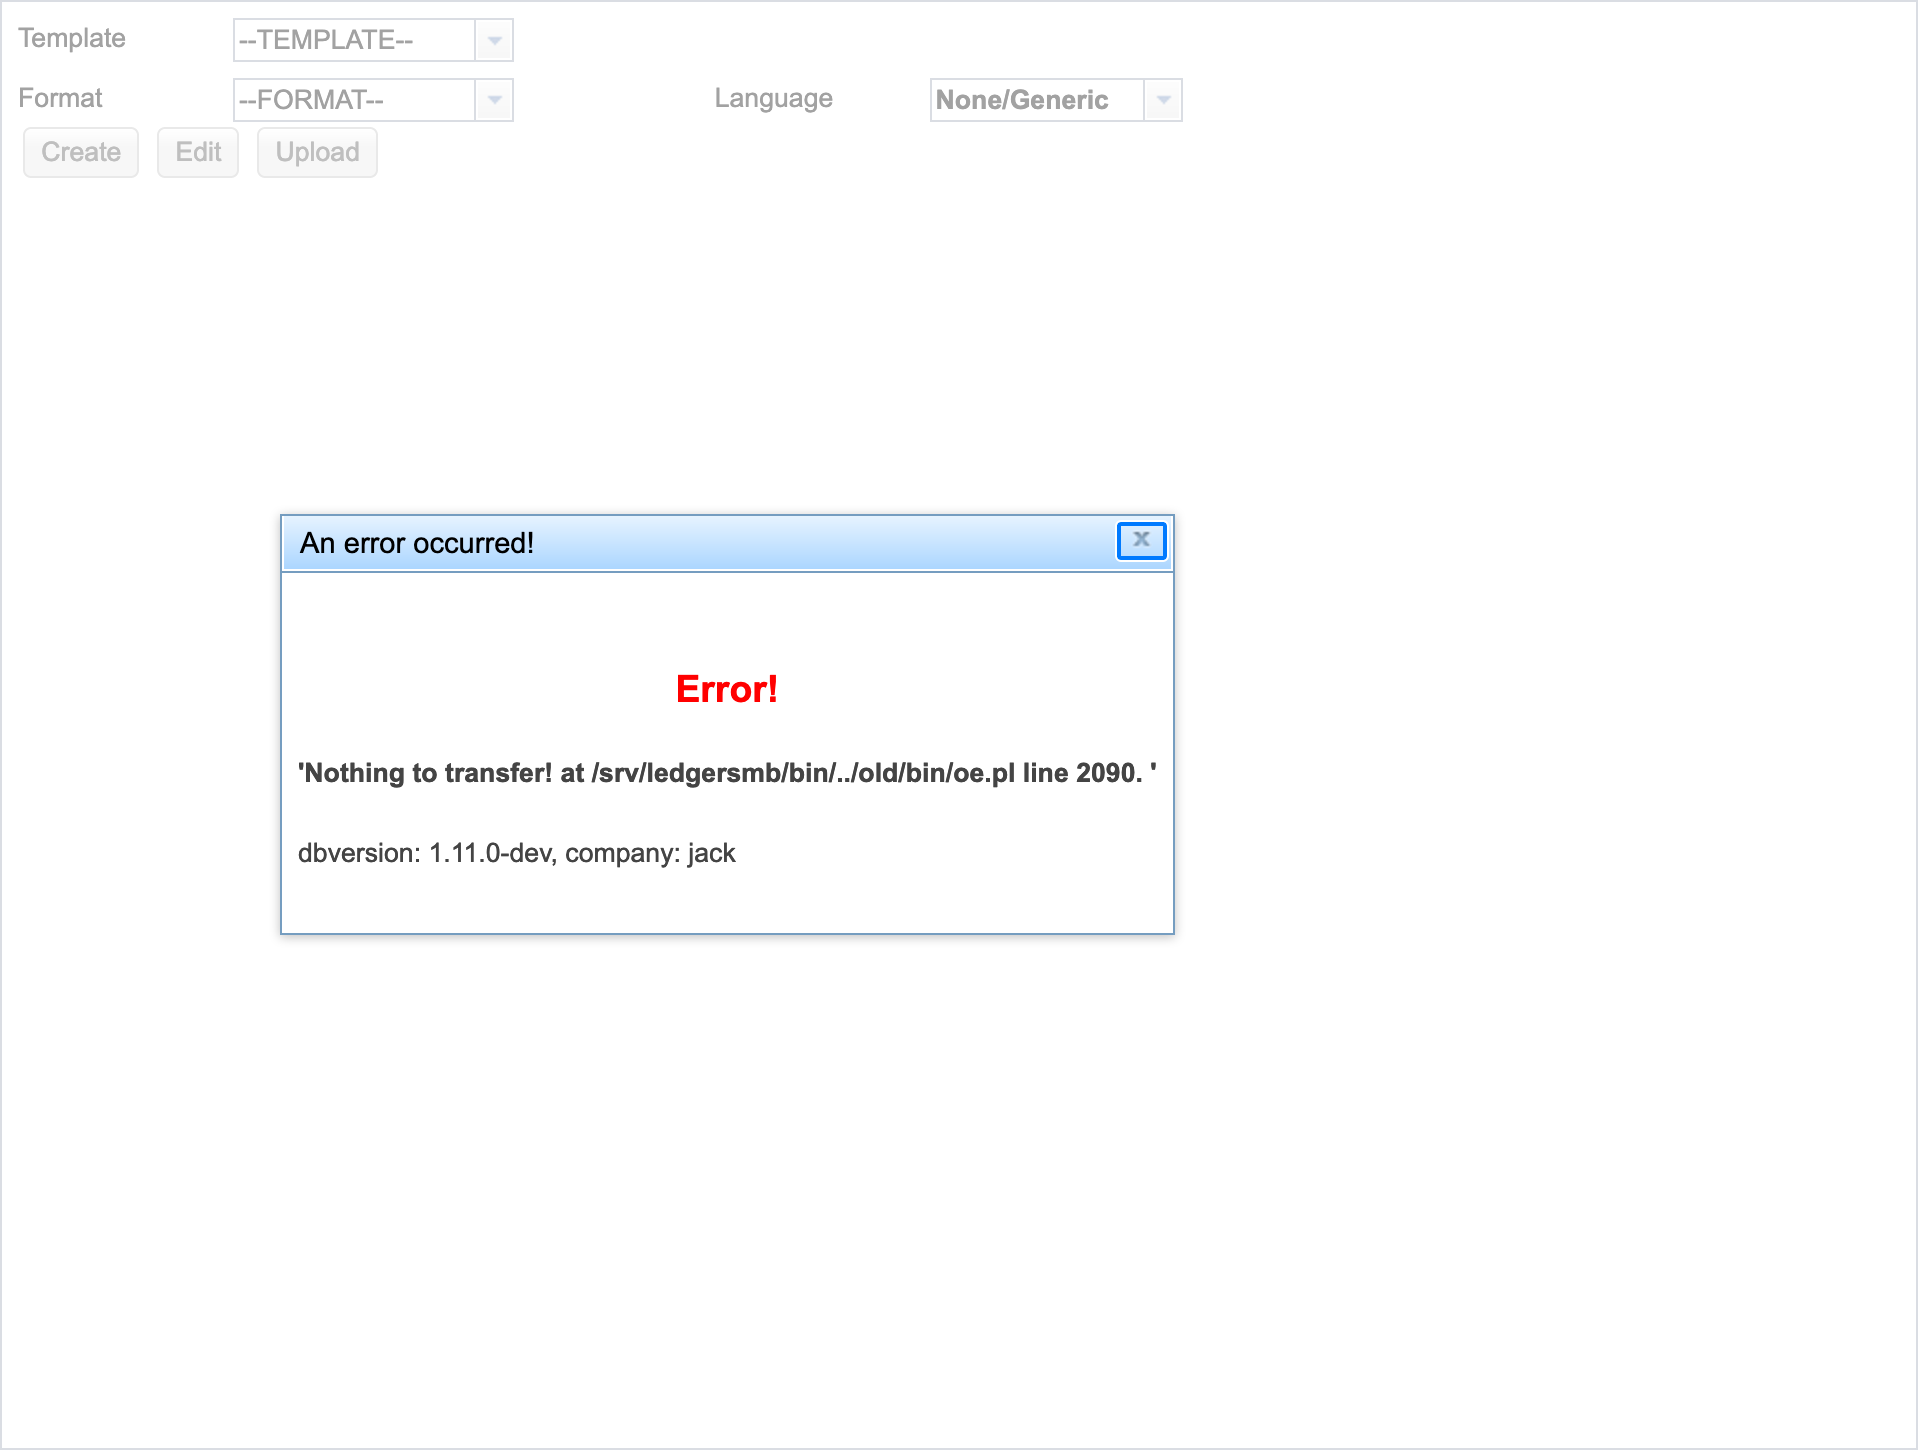 Template --TEMPLATE--
Format --FORMAT-- Language None/Generic
Create Edit Upload
An error occurred! x
Error!
'Nothing to transfer! at /srv/ledgersmb/bin/../old/bin/oe.pl line 2090. '
dbversion: 1.11.0-dev, company: jack